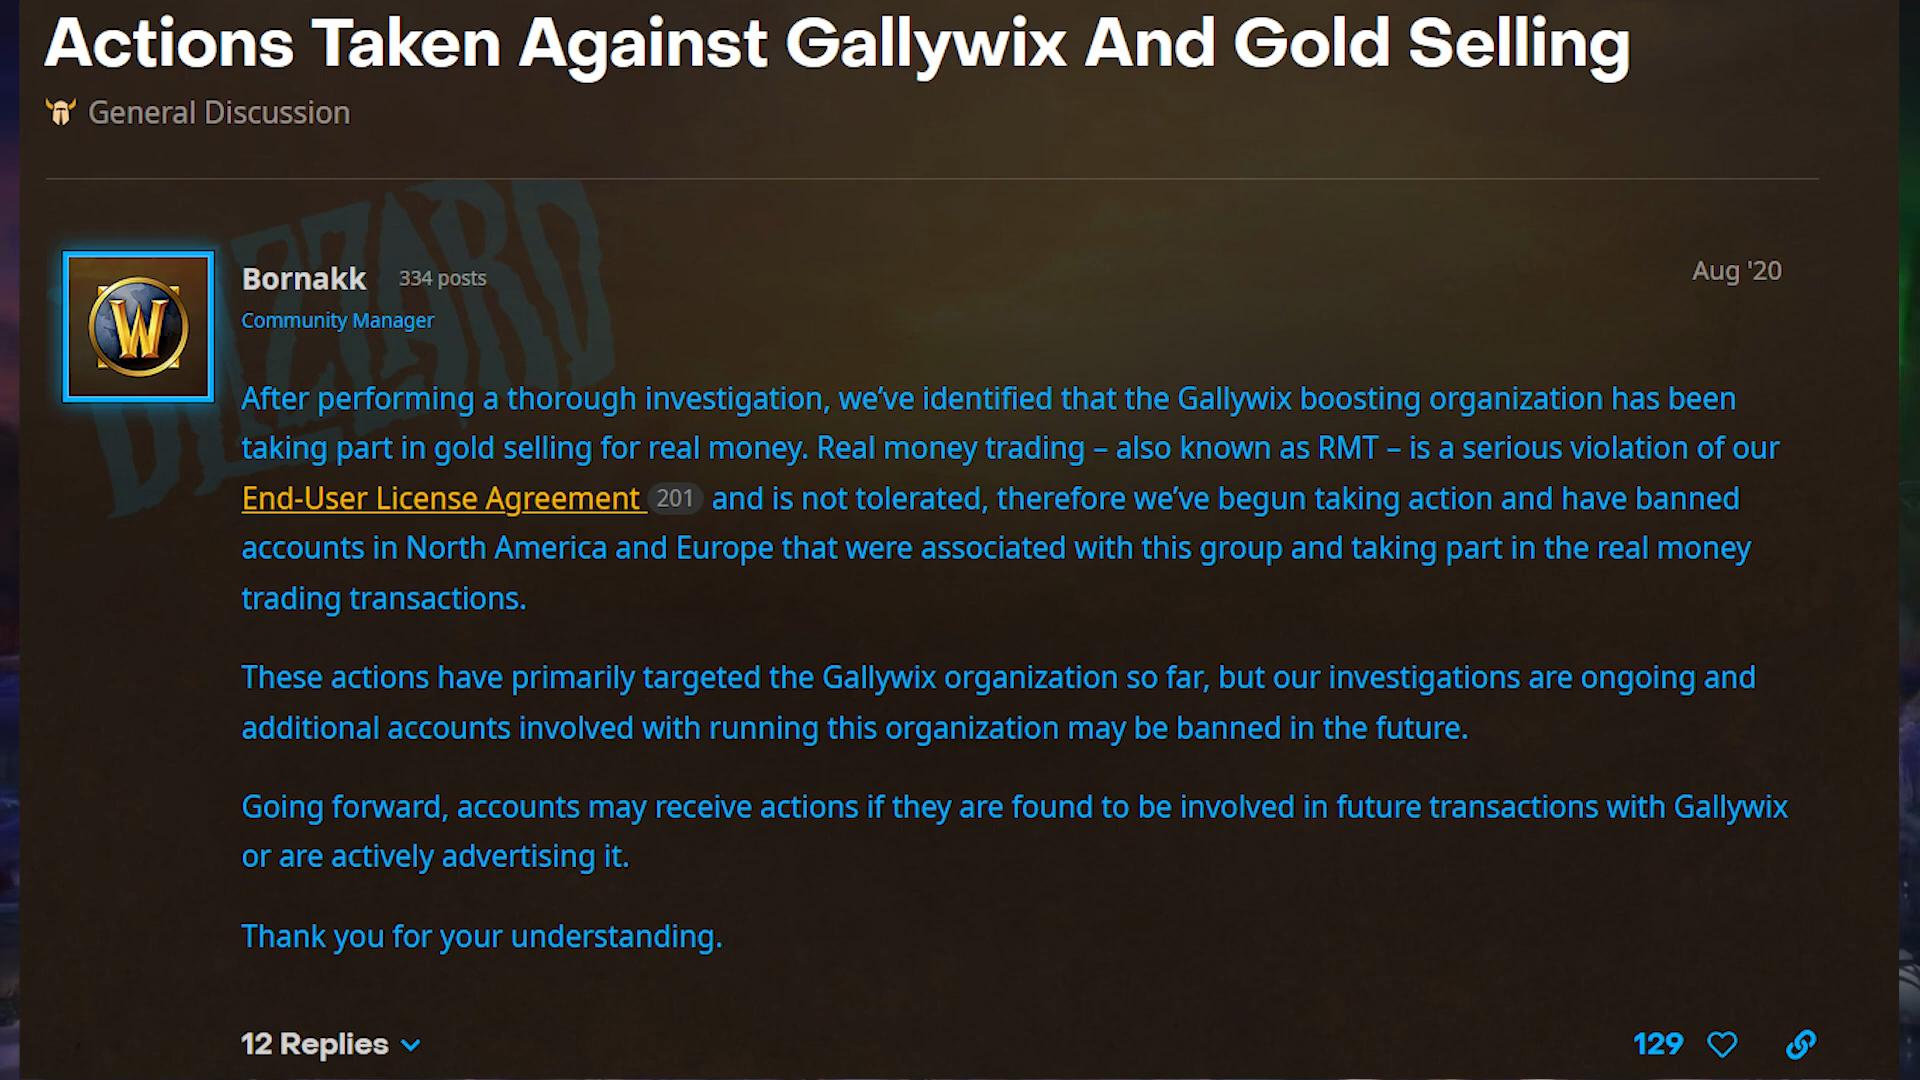 Actions Taken Against Gallywix And Gold Selling
General Discussion
BLIZZARD
W
Bornakk 334 posts Aug '20
Community Manager
After performing a thorough investigation, we’ve identified that the Gallywix boosting organization has been
taking part in gold selling for real money. Real money trading – also known as RMT – is a serious violation of our
End-User License Agreement 201 and is not tolerated, therefore we’ve begun taking action and have banned
accounts in North America and Europe that were associated with this group and taking part in the real money
trading transactions.
These actions have primarily targeted the Gallywix organization so far, but our investigations are ongoing and
additional accounts involved with running this organization may be banned in the future.
Going forward, accounts may receive actions if they are found to be involved in future transactions with Gallywix
or are actively advertising it.
Thank you for your understanding.
12 Replies 129